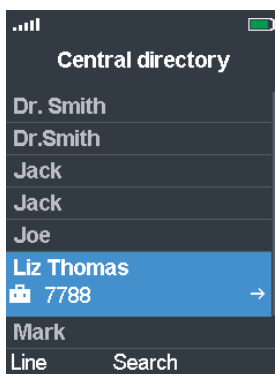 Central directory
Dr. Smith
Dr.Smith
Jack
Jack
Joe
Liz Thomas
7788 →
Mark
Line Search